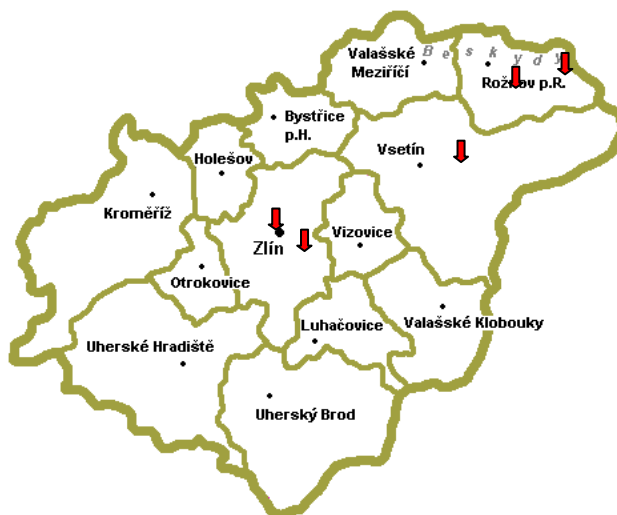 Valašské
Meziříčí
B e s k y d y
Rožnov p.R.
Bystřice
p.H.
Holešov
Vsetín
Kroměříž
Zlín
Vizovice
Otrokovice
Luhačovice
Valašské Klobouky
Uherské Hradiště
Uherský Brod